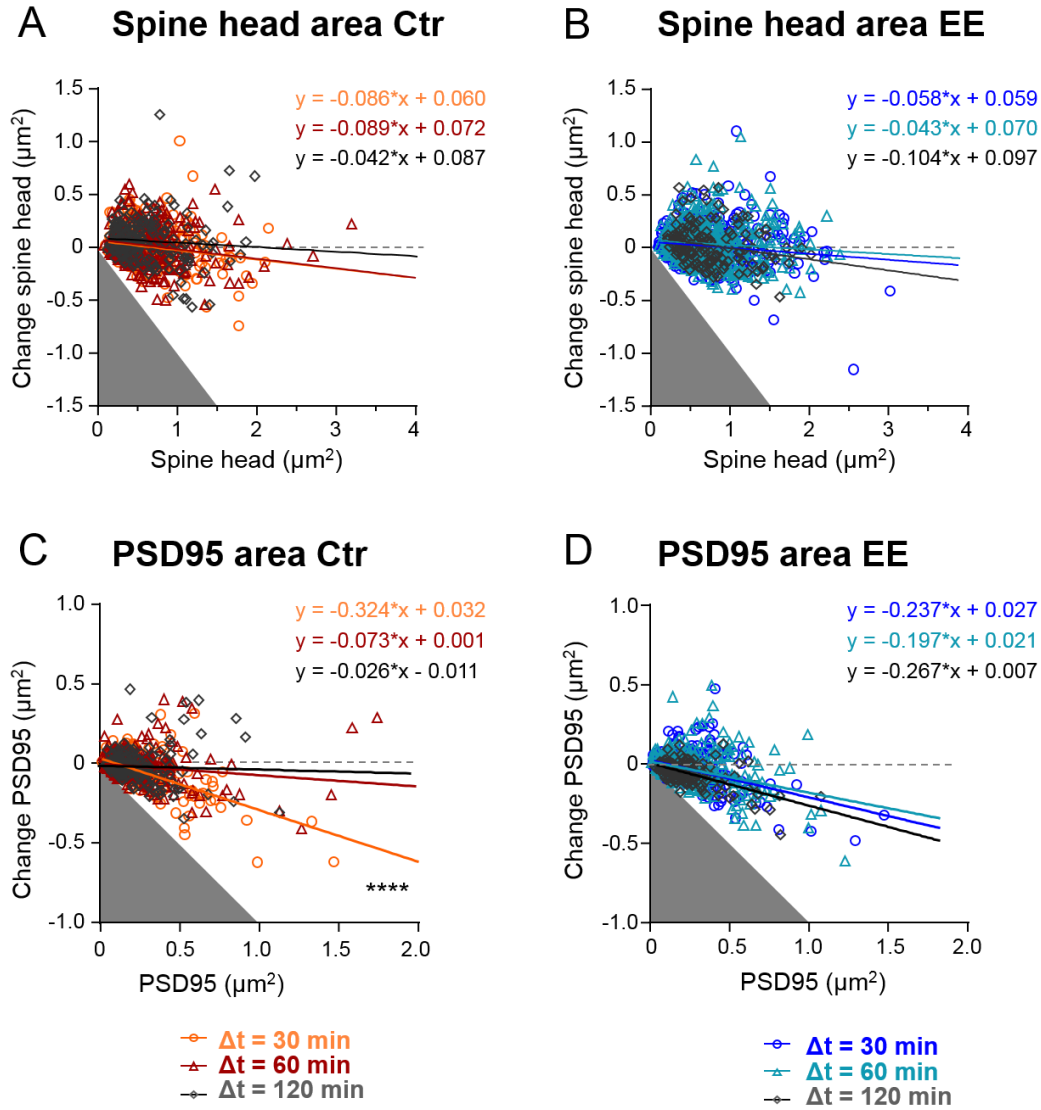 A
Spine head area Ctr
y = -0.086*x + 0.060
y = -0.089*x + 0.072
y = -0.042*x + 0.087
Change spine head (µm²)
1.5
1.0
0.5
0
-0.5
-1.0
-1.5
0
1
2
3
4
Spine head (µm²)
B
Spine head area EE
y = -0.058*x + 0.059
y = -0.043*x + 0.070
y = -0.104*x + 0.097
Change spine head (µm²)
1.5
1.0
0.5
0
-0.5
-1.0
-1.5
0
1
2
3
4
Spine head (µm²)
C
PSD95 area Ctr
y = -0.324*x + 0.032
y = -0.073*x + 0.001
y = -0.026*x - 0.011
Change PSD95 (µm²)
1.0
0.5
0
-0.5
-1.0
****
0
0.5
1.0
1.5
2.0
PSD95 (µm²)
Δt = 30 min
Δt = 60 min
Δt = 120 min
D
PSD95 area EE
y = -0.237*x + 0.027
y = -0.197*x + 0.021
y = -0.267*x + 0.007
Change PSD95 (µm²)
1.0
0.5
0
-0.5
-1.0
0
0.5
1.0
1.5
2.0
PSD95 (µm²)
Δt = 30 min
Δt = 60 min
Δt = 120 min